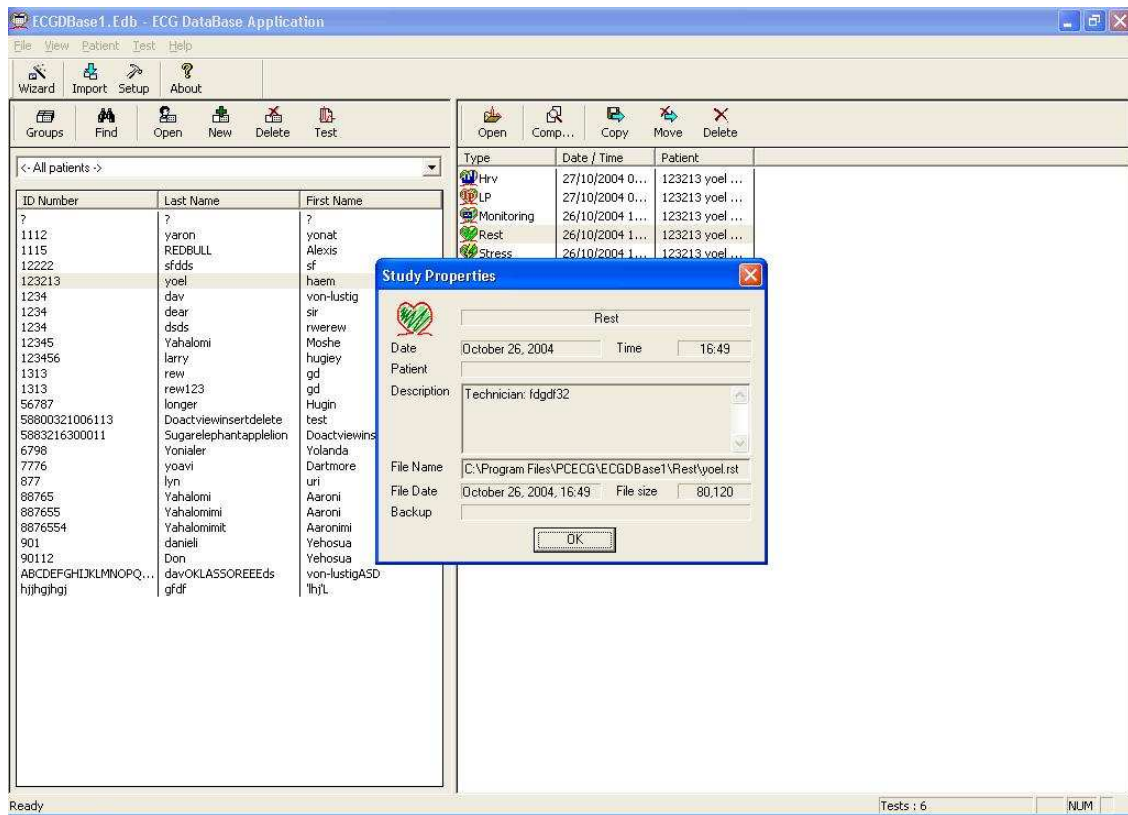 ECGDBase1.Edb - ECG DataBase Application
File View Patient Test Help
Wizard Import Setup About
Groups Find Open New Delete Test
Open Comp... Copy Move Delete
<- All patients ->
Type Date / Time Patient
Hrv 27/10/2004 0... 123213 yoel ...
LP 27/10/2004 0... 123213 yoel ...
Monitoring 26/10/2004 1... 123213 yoel ...
Rest 26/10/2004 1... 123213 yoel ...
Stress 26/10/2004 1... 123213 yoel ...
ID Number Last Name First Name
? ? ?
1112 yaron yonat
1115 REDBULL Alexis
12222 sfdds sf
123213 yoel haem
1234 dav von-lustig
1234 dear sir
1234 dsds rwerew
12345 Yahalomi Moshe
123456 larry hugiey
1313 rew gd
1313 rew123 gd
56787 longer Hugin
58800321006113 Doactviewinsertdelete test
5883216300011 Sugarelephantapplelion Doactviewins
6798 Yonialer Yolanda
7776 yoavi Dartmore
877 lyn uri
88765 Yahalomi Aaroni
887655 Yahalomimi Aaroni
8876554 Yahalomimit Aaronimi
901 danieli Yehosua
90112 Don Yehosua
ABCDEFGHIJKLMNOPQ... davOKLASSOREEEds von-lustigASD
hjjhgjhgj gfdf 'lhj'L
Study Properties
Rest
Date October 26, 2004 Time 16:49
Patient
Description Technician: fdgdf32
File Name C:\Program Files\PCECG\ECGDBase1\Rest\yoel.rst
File Date October 26, 2004, 16:49 File size 80,120
Backup
OK
Ready Tests : 6 NUM